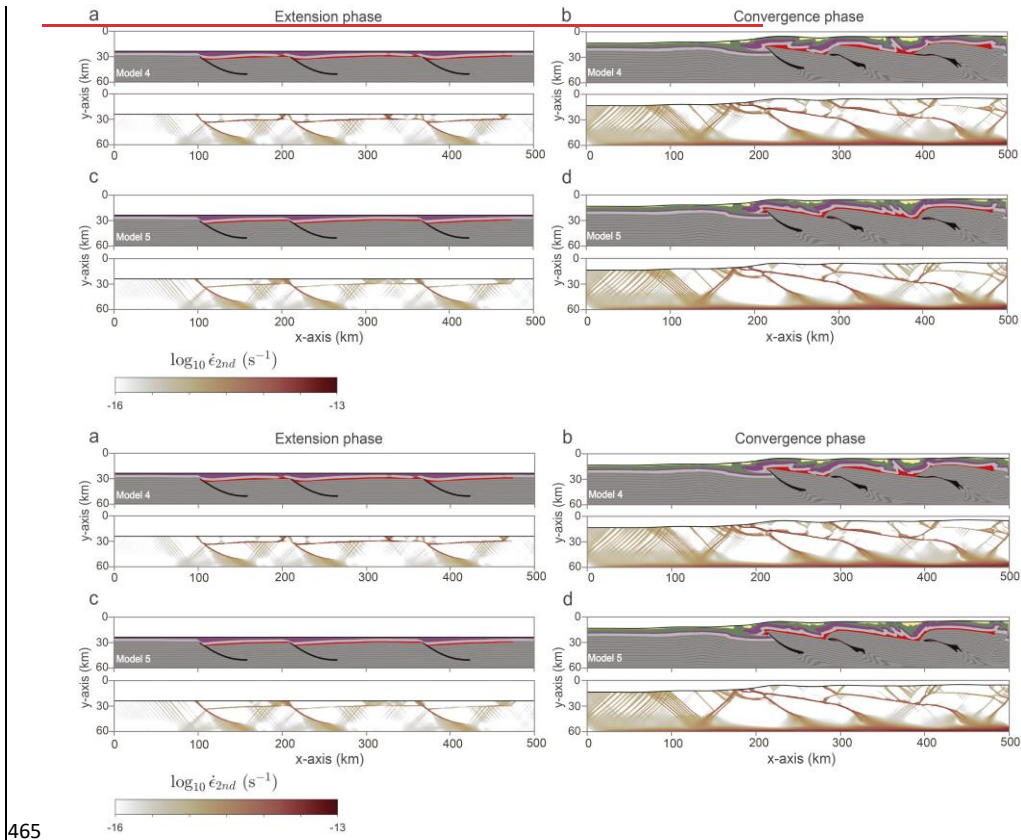 a Extension phase b Convergence phase
0 0
30 30
60 Model 4 60 Model 4
y-axis (km) y-axis (km)
0 0
30 30
60 60
0 100 200 300 400 500 0 100 200 300 400 500
c d
0 0
30 30
60 Model 5 60 Model 5
y-axis (km) y-axis (km)
0 0
30 30
60 60
0 100 200 300 400 500 0 100 200 300 400 500
x-axis (km) x-axis (km)
log₁₀ ε̇₂ₙd (s⁻¹)
-16 -13
a Extension phase b Convergence phase
0 0
30 30
60 Model 4 60 Model 4
y-axis (km) y-axis (km)
0 0
30 30
60 60
0 100 200 300 400 500 0 100 200 300 400 500
c d
0 0
30 30
60 Model 5 60 Model 5
y-axis (km) y-axis (km)
0 0
30 30
60 60
0 100 200 300 400 500 0 100 200 300 400 500
x-axis (km) x-axis (km)
log₁₀ ε̇₂ₙd (s⁻¹)
-16 -13
465